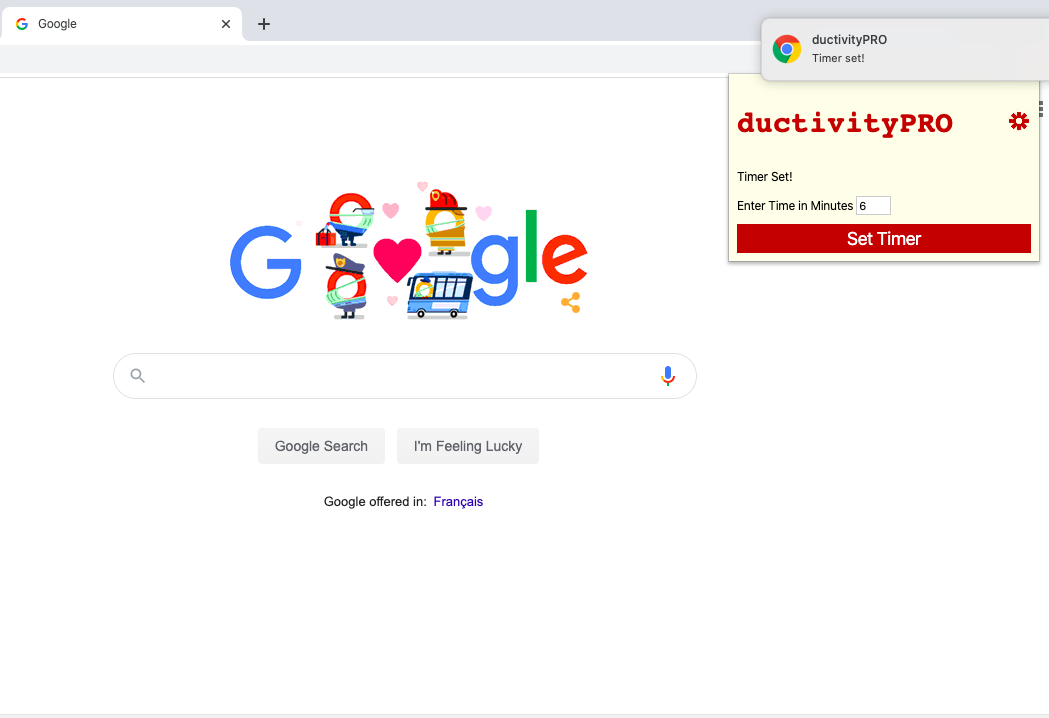 Google
ductivityPRO
Timer set!
ductivityPRO
Timer Set!
Enter Time in Minutes 6
Set Timer
Google
Google Search
I'm Feeling Lucky
Google offered in: Français